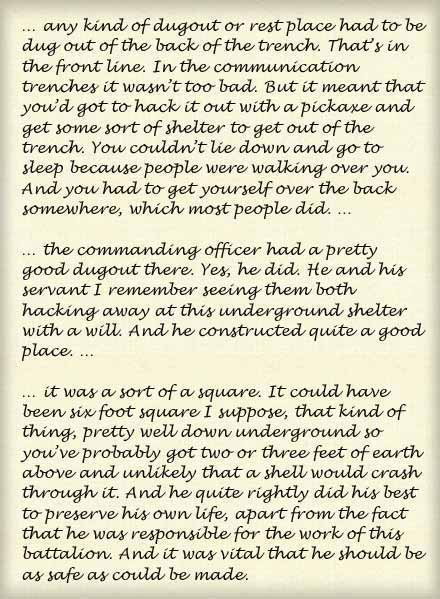 ... any kind of dugout or rest place had to be
dug out of the back of the trench. That's in
the front line. In the communication
trenches it wasn't too bad. But it meant that
you'd got to hack it out with a pickaxe and
get some sort of shelter to get out of the
trench. You couldn't lie down and go to
sleep because people were walking over you.
And you had to get yourself over the back
somewhere, which most people did. ...
... the commanding officer had a pretty
good dugout there. Yes, he did. He and his
servant I remember seeing them both
hacking away at this underground shelter
with a will. And he constructed quite a good
place. ...
... it was a sort of a square. It could have
been six foot square I suppose, that kind of
thing, pretty well down underground so
you've probably got two or three feet of earth
above and unlikely that a shell would crash
through it. And he quite rightly did his best
to preserve his own life, apart from the fact
that he was responsible for the work of this
battalion. And it was vital that he should be
as safe as could be made.